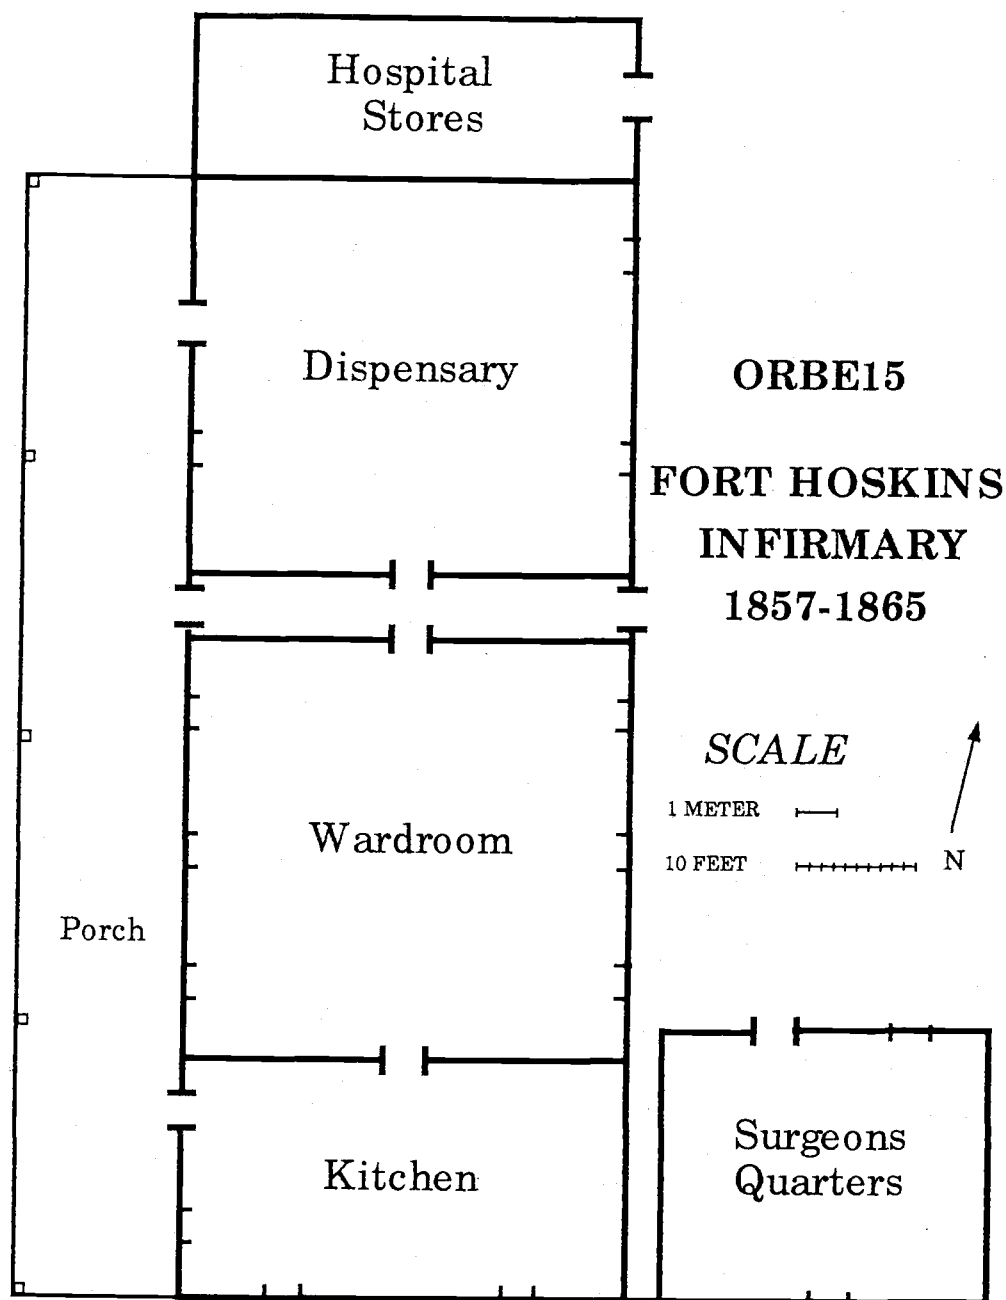 Hospital
Stores
Dispensary
ORBE15
FORT HOSKINS
INFIRMARY
1857-1865
SCALE
1 METER
10 FEET
N
Wardroom
Porch
Kitchen
Surgeons
Quarters